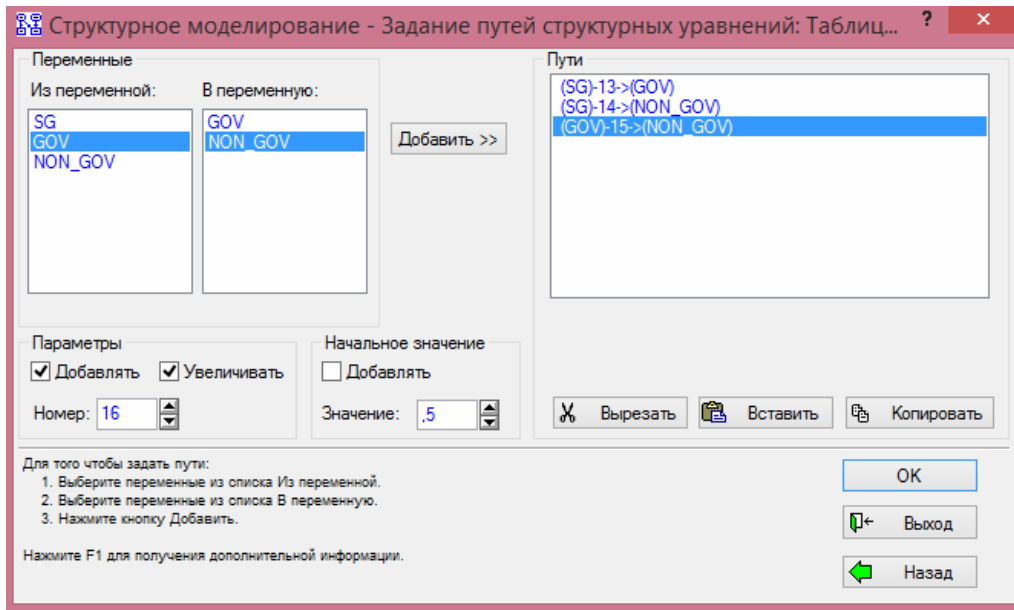 Структурное моделирование - Задание путей структурных уравнений: Таблиц...
?
×
Переменные
Из переменной:
В переменную:
SG
GOV
NON_GOV
GOV
NON_GOV
Добавить >>
Пути
(SG)-13->(GOV)
(SG)-14->(NON_GOV)
(GOV)-15->(NON_GOV)
Параметры
Добавлять
Увеличивать
Номер: 16
Начальное значение
Добавлять
Значение: ,5
Вырезать
Вставить
Копировать
Для того чтобы задать пути:
1. Выберите переменные из списка Из переменной.
2. Выберите переменные из списка В переменную.
3. Нажмите кнопку Добавить.
Нажмите F1 для получения дополнительной информации.
OK
Выход
Назад